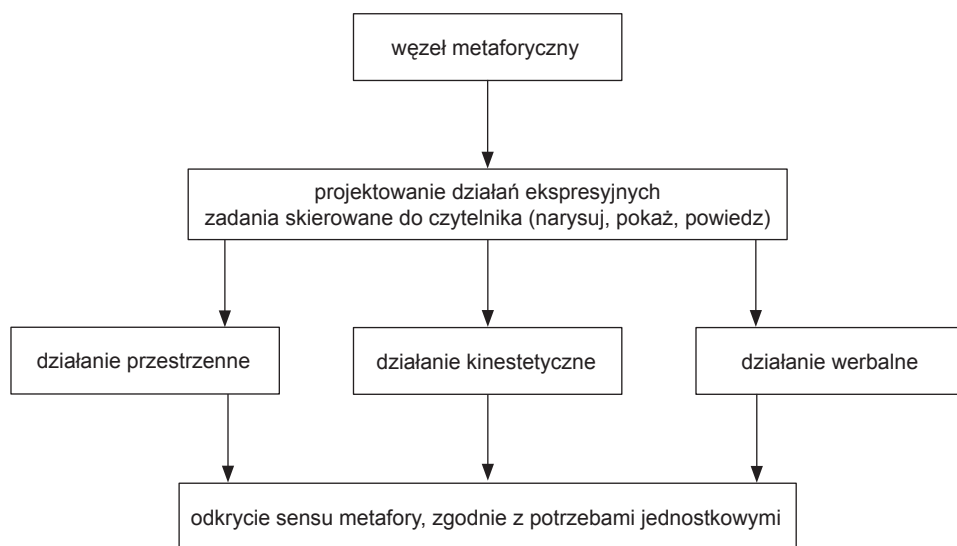 węzeł metaforyczny
projektowanie działań ekspresyjnych
zadania skierowane do czytelnika (narysuj, pokaż, powiedz)
działanie przestrzenne
działanie kinestetyczne
działanie werbalne
odkrycie sensu metafory, zgodnie z potrzebami jednostkowymi